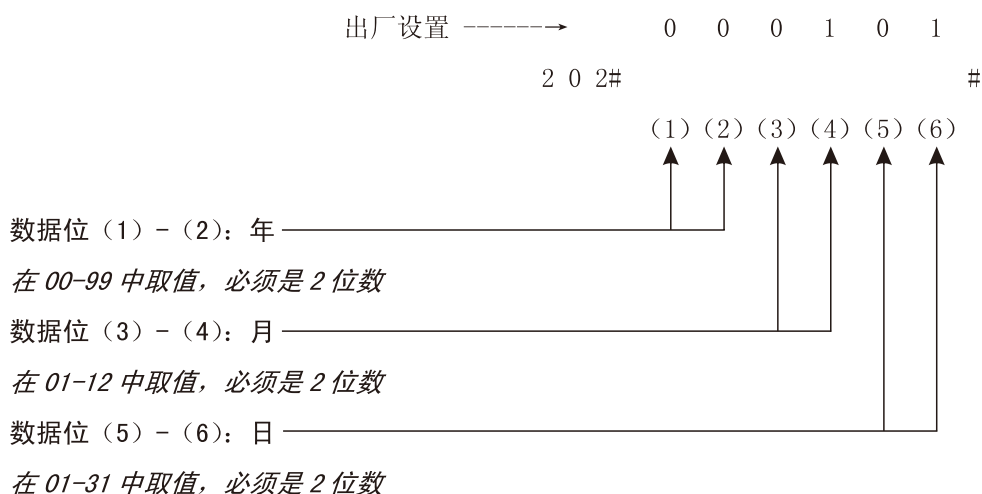 出厂设置 ------→ 0 0 0 1 0 1
2 0 2# #
(1)(2)(3)(4)(5)(6)
数据位（1）-（2）：年
在 00-99 中取值，必须是 2 位数
数据位（3）-（4）：月
在 01-12 中取值，必须是 2 位数
数据位（5）-（6）：日
在 01-31 中取值，必须是 2 位数